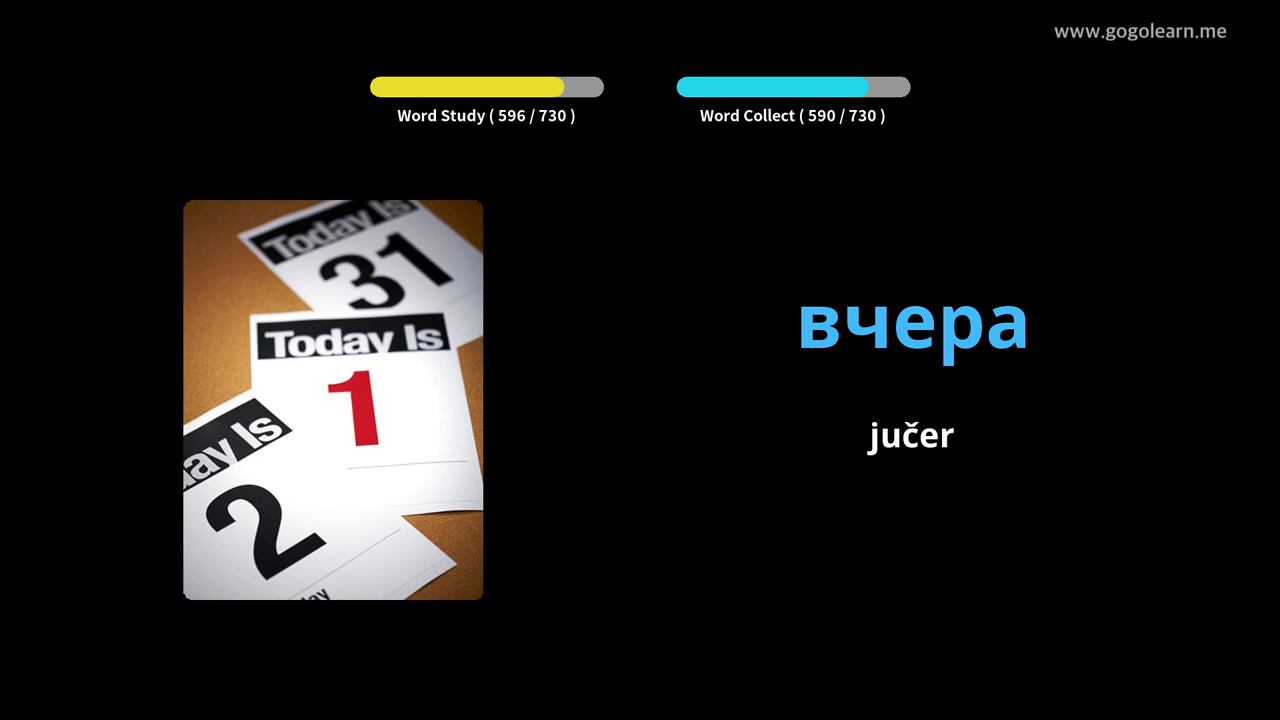 www.gogolearn.me
Word Study ( 596 / 730 )
Word Collect ( 590 / 730 )
Today Is
31
Today Is
1
ay Is
2
day
вчера
jučer